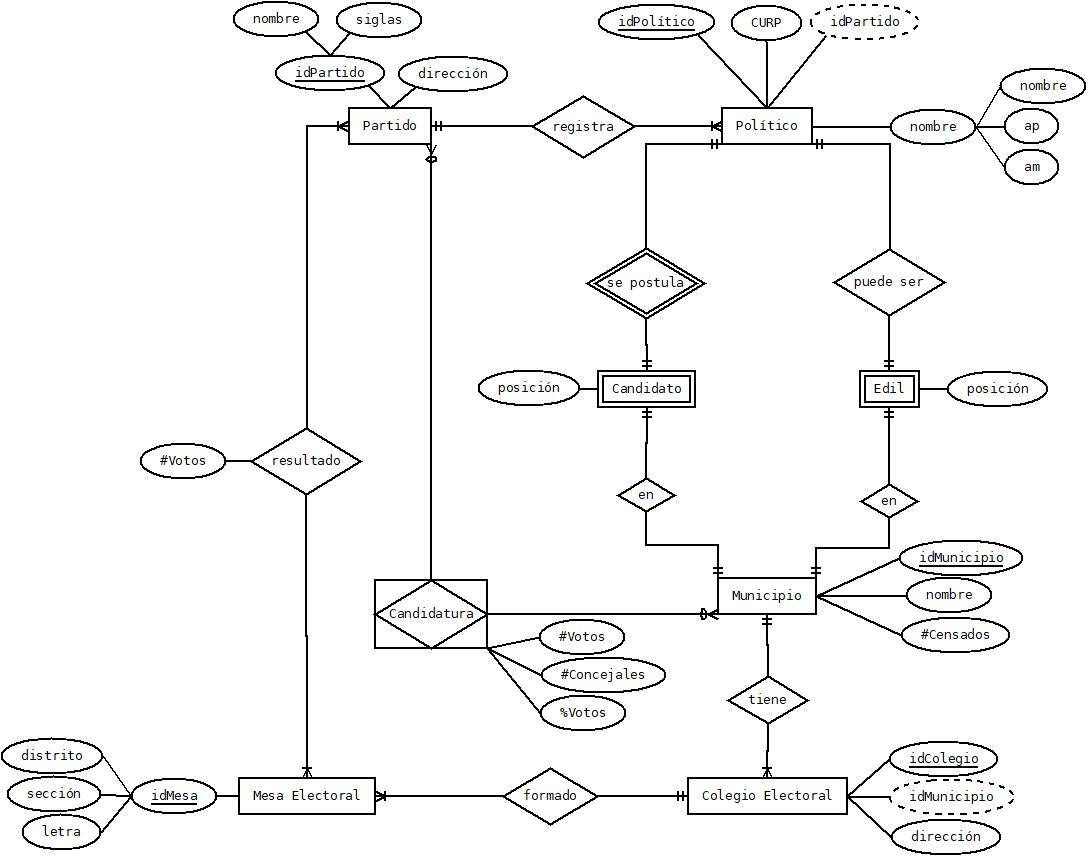 nombre
siglas
idPolítico
CURP
idPartido
idPartido
dirección
nombre
Partido
registra
Político
nombre
ap
am
se postula
puede ser
posición
Candidato
Edil
posición
#Votos
resultado
en
en
idMunicipio
Municipio
nombre
Candidatura
#Votos
#Censados
#Concejales
%Votos
tiene
distrito
idColegio
sección
idMesa
Mesa Electoral
formado
Colegio Electoral
idMunicipio
letra
dirección